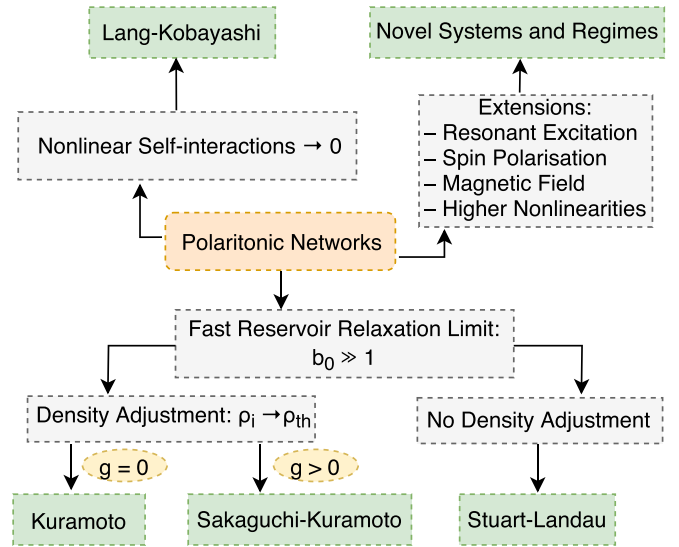 Lang-Kobayashi
Novel Systems and Regimes
Nonlinear Self-interactions → 0
Extensions:
– Resonant Excitation
– Spin Polarisation
– Magnetic Field
– Higher Nonlinearities
Polaritonic Networks
Fast Reservoir Relaxation Limit:
b₀ ≫ 1
Density Adjustment: ρᵢ → ρₜₕ
No Density Adjustment
g = 0
g > 0
Kuramoto
Sakaguchi-Kuramoto
Stuart-Landau